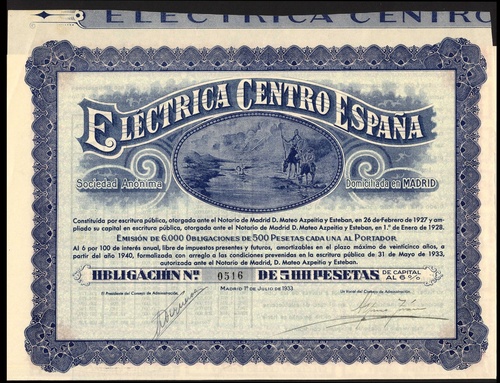 ELECTRICA CENTRO
ELECTRICA CENTRO ESPAÑA
Sociedad Anónima
Domiciliada en MADRID
Constituída por escritura pública, otorgada ante el Notario de Madrid D. Mateo Azpeitia y Esteban, en 26 de Febrero de 1927 y am-
pliado su capital en escritura pública, otorgada ante el Notario de Madrid D. Mateo Azpeitia y Esteban, en 1.º de Enero de 1928.
EMISIÓN DE 6.000 OBLIGACIONES DE 500 PESETAS CADA UNA AL PORTADOR.
Al 6 por 100 de interés anual, libre de impuestos presentes y futuros, amortizables en el plazo máximo de veinticinco años, a
partir del año 1940, formalizada con arreglo a las condiciones prevenidas en la escritura pública de 31 de Mayo de 1933,
autorizada ante el Notario de Madrid, D. Mateo Azpeitia y Esteban.
OBLIGACIÓN Nº 0516 DE 500 PESETAS DE CAPITAL AL 6 %
El Presidente del Consejo de Administración,
MADRID 1º DE JULIO DE 1933
Un Vocal del Consejo de Administración,